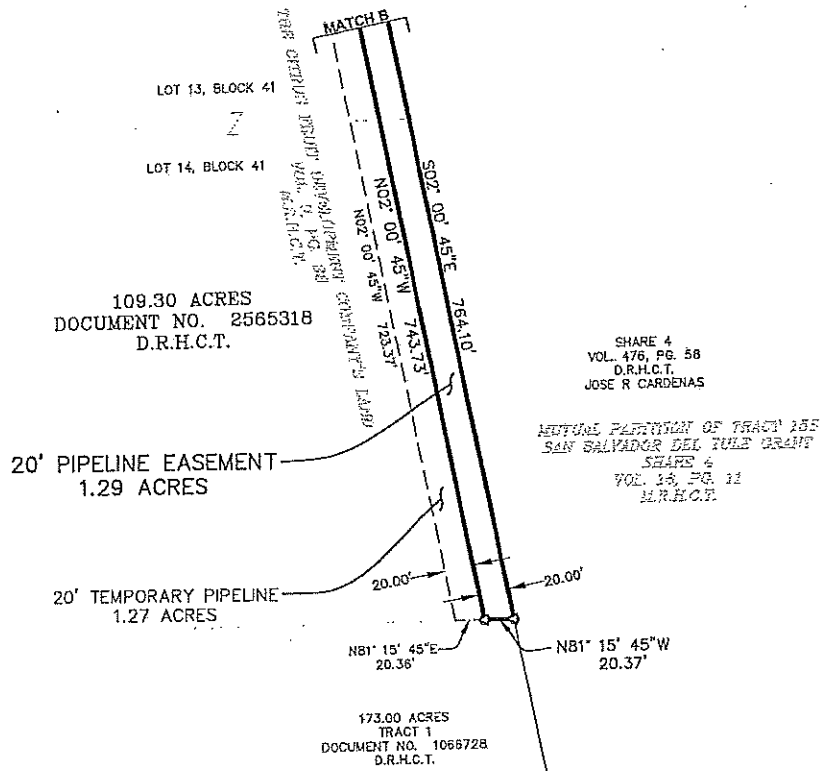 MATCH B
LOT 13, BLOCK 41
LOT 14, BLOCK 41
109.30 ACRES
DOCUMENT NO. 2565318
D.R.H.C.T.
N02° 00' 45"W 723.37'
N02° 00' 45"W 743.73'
S02° 00' 45"E 764.10'
SHARE 4
VOL. 476, PG. 58
D.R.H.C.T.
JOSE R CARDENAS
MUTUAL PARTITION OF TRACT
SAN SALVADOR DEL TULE GRANT
SHARE 4
M.R.H.C.T.
20' PIPELINE EASEMENT
1.29 ACRES
20' TEMPORARY PIPELINE
1.27 ACRES
20.00'
20.00'
N81° 15' 45"E
20.36'
N81° 15' 45"W
20.37'
173.00 ACRES
TRACT 1
DOCUMENT NO. 1066728
D.R.H.C.T.